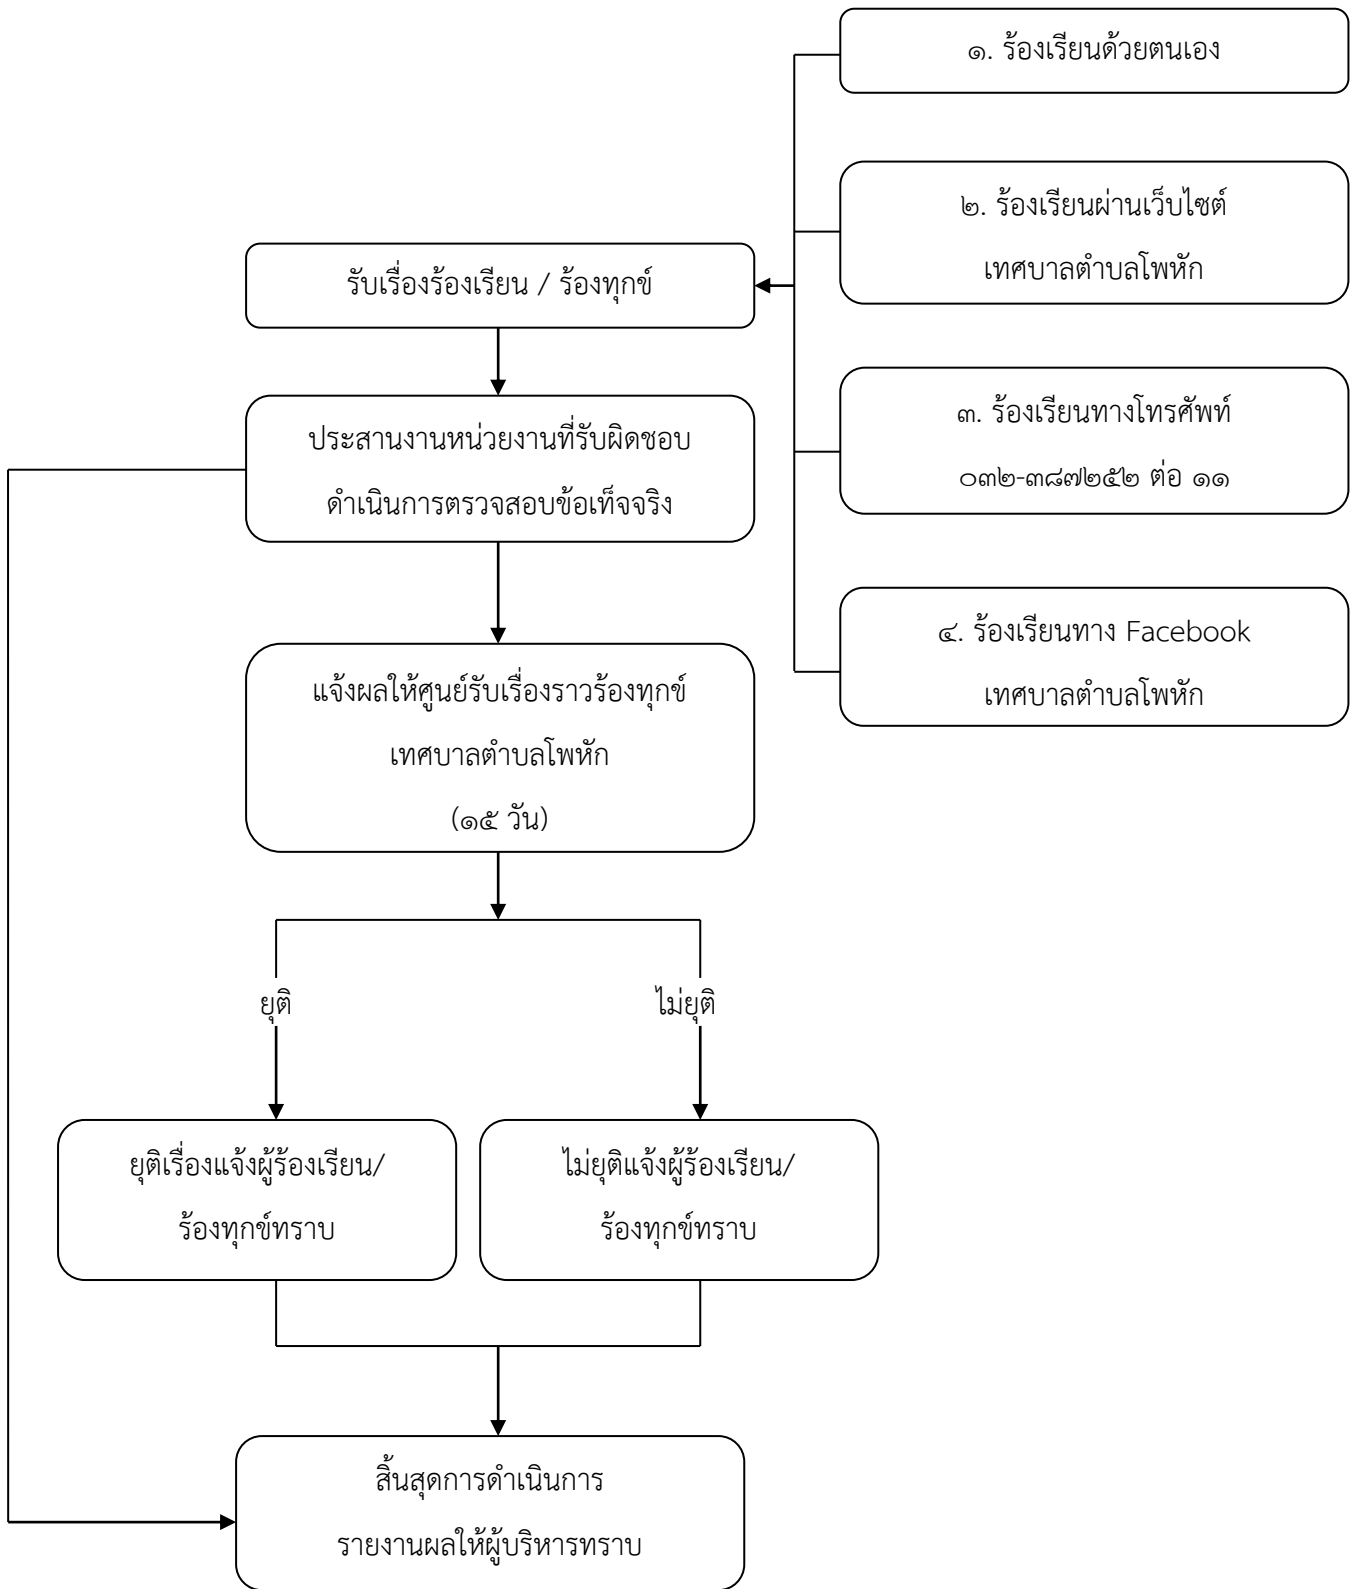 ๑. ร้องเรียนด้วยตนเอง
๒. ร้องเรียนผ่านเว็บไซต์
เทศบาลตำบลโพหัก
๓. ร้องเรียนทางโทรศัพท์
๐๓๒-๓๘๗๒๕๒ ต่อ ๑๑
๔. ร้องเรียนทาง Facebook
เทศบาลตำบลโพหัก
รับเรื่องร้องเรียน / ร้องทุกข์
ประสานงานหน่วยงานที่รับผิดชอบ
ดำเนินการตรวจสอบข้อเท็จจริง
แจ้งผลให้ศูนย์รับเรื่องราวร้องทุกข์
เทศบาลตำบลโพหัก
(๑๕ วัน)
ยุติ
ไม่ยุติ
ยุติเรื่องแจ้งผู้ร้องเรียน/
ร้องทุกข์ทราบ
ไม่ยุติแจ้งผู้ร้องเรียน/
ร้องทุกข์ทราบ
สิ้นสุดการดำเนินการ
รายงานผลให้ผู้บริหารทราบ